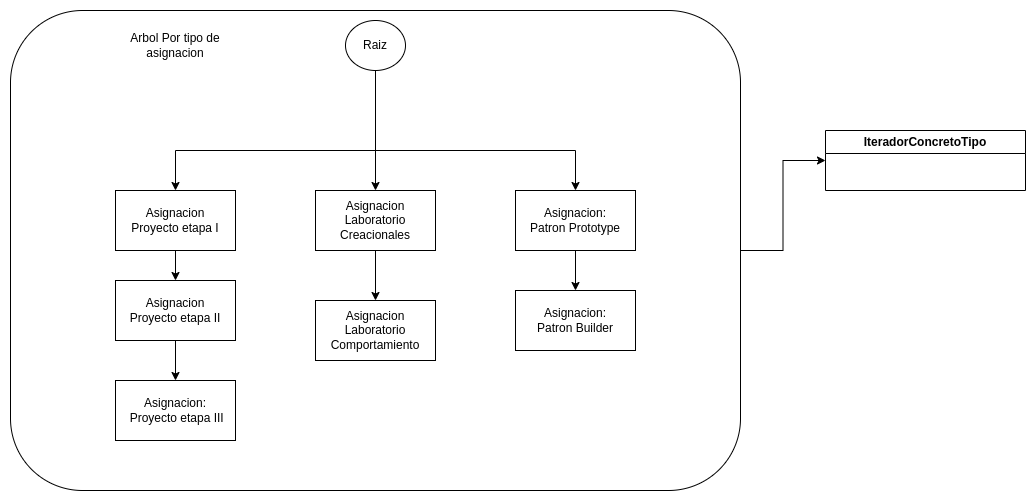 Arbol Por tipo de
asignacion
Raiz
IteradorConcretoTipo
Asignacion
Proyecto etapa I
Asignacion
Laboratorio
Creacionales
Asignacion:
Patron Prototype
Asignacion
Proyecto etapa II
Asignacion
Laboratorio
Comportamiento
Asignacion:
Patron Builder
Asignacion:
Proyecto etapa III